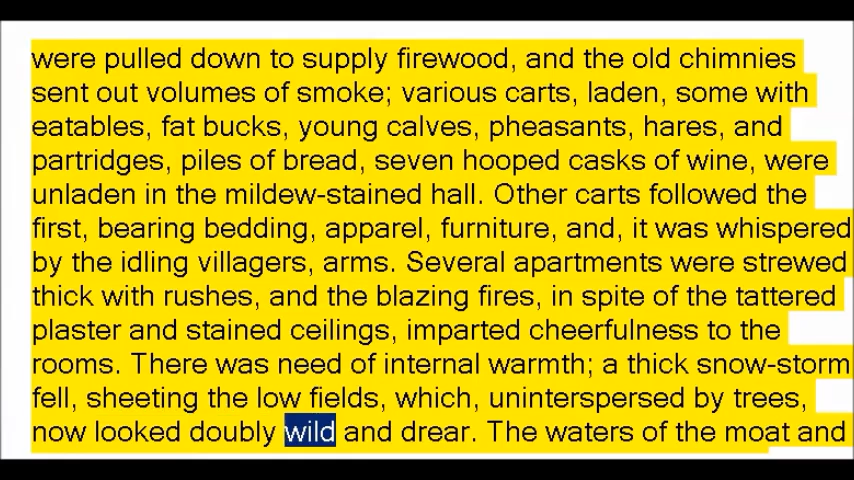 were pulled down to supply firewood, and the old chimnies
sent out volumes of smoke; various carts, laden, some with
eatables, fat bucks, young calves, pheasants, hares, and
partridges, piles of bread, seven hooped casks of wine, were
unladen in the mildew-stained hall. Other carts followed the
first, bearing bedding, apparel, furniture, and, it was whispered
by the idling villagers, arms. Several apartments were strewed
thick with rushes, and the blazing fires, in spite of the tattered
plaster and stained ceilings, imparted cheerfulness to the
rooms. There was need of internal warmth; a thick snow-storm
fell, sheeting the low fields, which, uninterspersed by trees,
now looked doubly wild and drear. The waters of the moat and